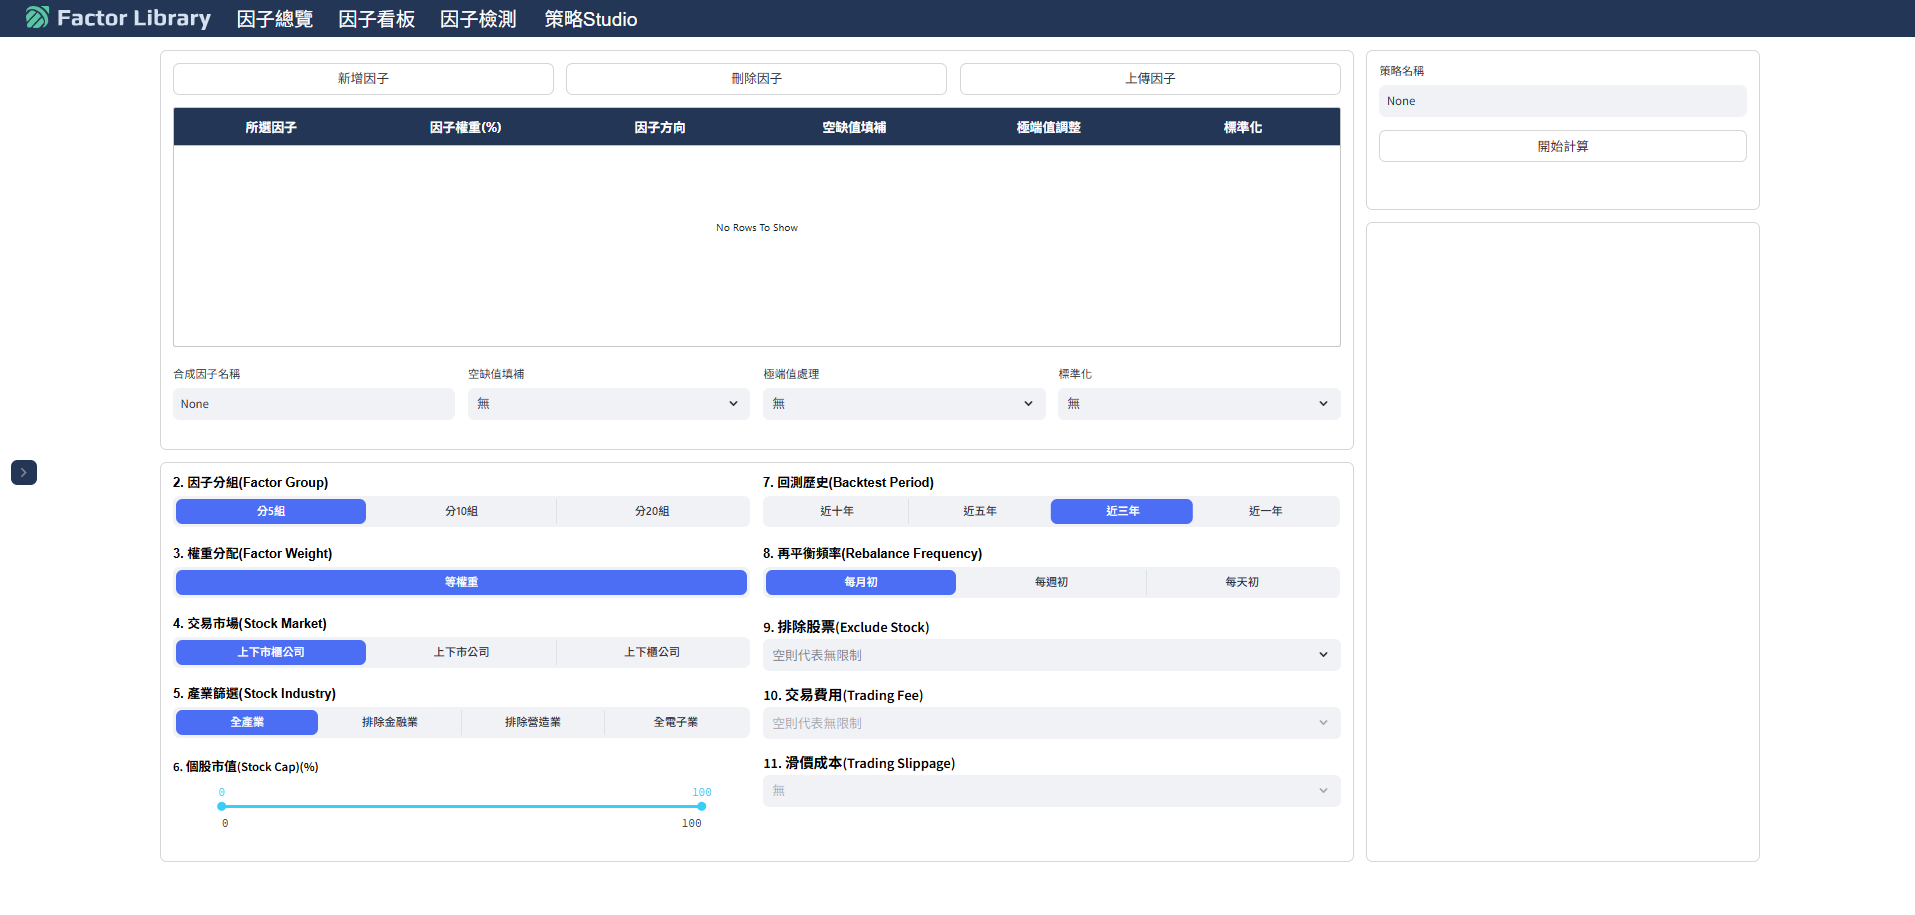 Factor Library 因子總覽 因子看板 因子檢測 策略Studio
新增因子 刪除因子 上傳因子
所選因子 因子權重(%) 因子方向 空缺值填補 極端值調整 標準化
No Rows To Show
合成因子名稱 空缺值填補 極端值處理 標準化
None 無 無 無
策略名稱
None
開始計算
2. 因子分組(Factor Group)
分5組 分10組 分20組
3. 權重分配(Factor Weight)
等權重
4. 交易市場(Stock Market)
上下市櫃公司 上下市公司 上下櫃公司
5. 產業篩選(Stock Industry)
全產業 排除金融業 排除營造業 全電子業
6. 個股市值(Stock Cap)(%)
0 100
0 100
7. 回測歷史(Backtest Period)
近十年 近五年 近三年 近一年
8. 再平衡頻率(Rebalance Frequency)
每月初 每週初 每天初
9. 排除股票(Exclude Stock)
空則代表無限制
10. 交易費用(Trading Fee)
空則代表無限制
11. 滑價成本(Trading Slippage)
無